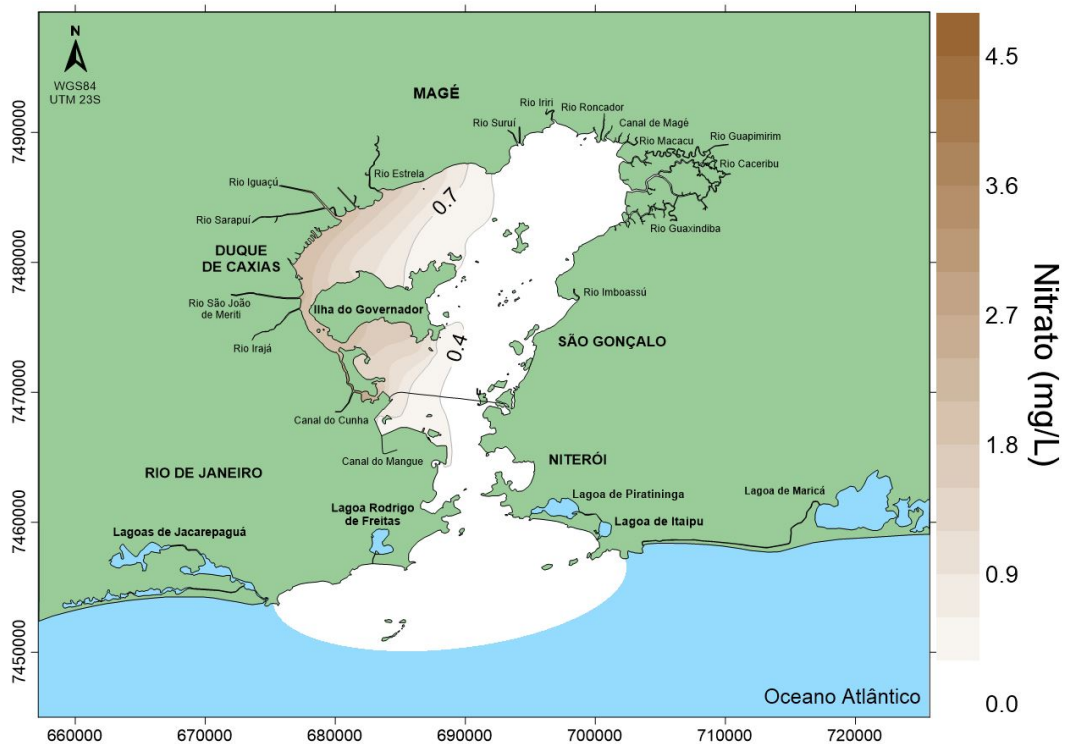 N
WGS84
UTM 23S
MAGÉ
Rio Iriri
Rio Roncador
Rio Suruí
Canal de Magé
Rio Macacu
Rio Guapimirim
Rio Caceribu
Rio Estrela
Rio Iguaçú
Rio Sarapuí
0.7
Rio Guaxindiba
DUQUE
DE CAXIAS
Rio São João
de Meriti
Ilha do Governador
Rio Imboassú
Rio Irajá
0.4
SÃO GONÇALO
Canal do Cunha
Canal do Mangue
RIO DE JANEIRO
NITERÓI
Lagoa de Piratininga
Lagoa de Maricá
Lagoa Rodrigo
de Freitas
Lagoa de Itaipu
Lagoas de Jacarepaguá
Oceano Atlântico
7490000
7480000
7470000
7460000
7450000
660000 670000 680000 690000 700000 710000 720000
4.5
3.6
2.7
1.8
0.9
0.0
Nitrato (mg/L)